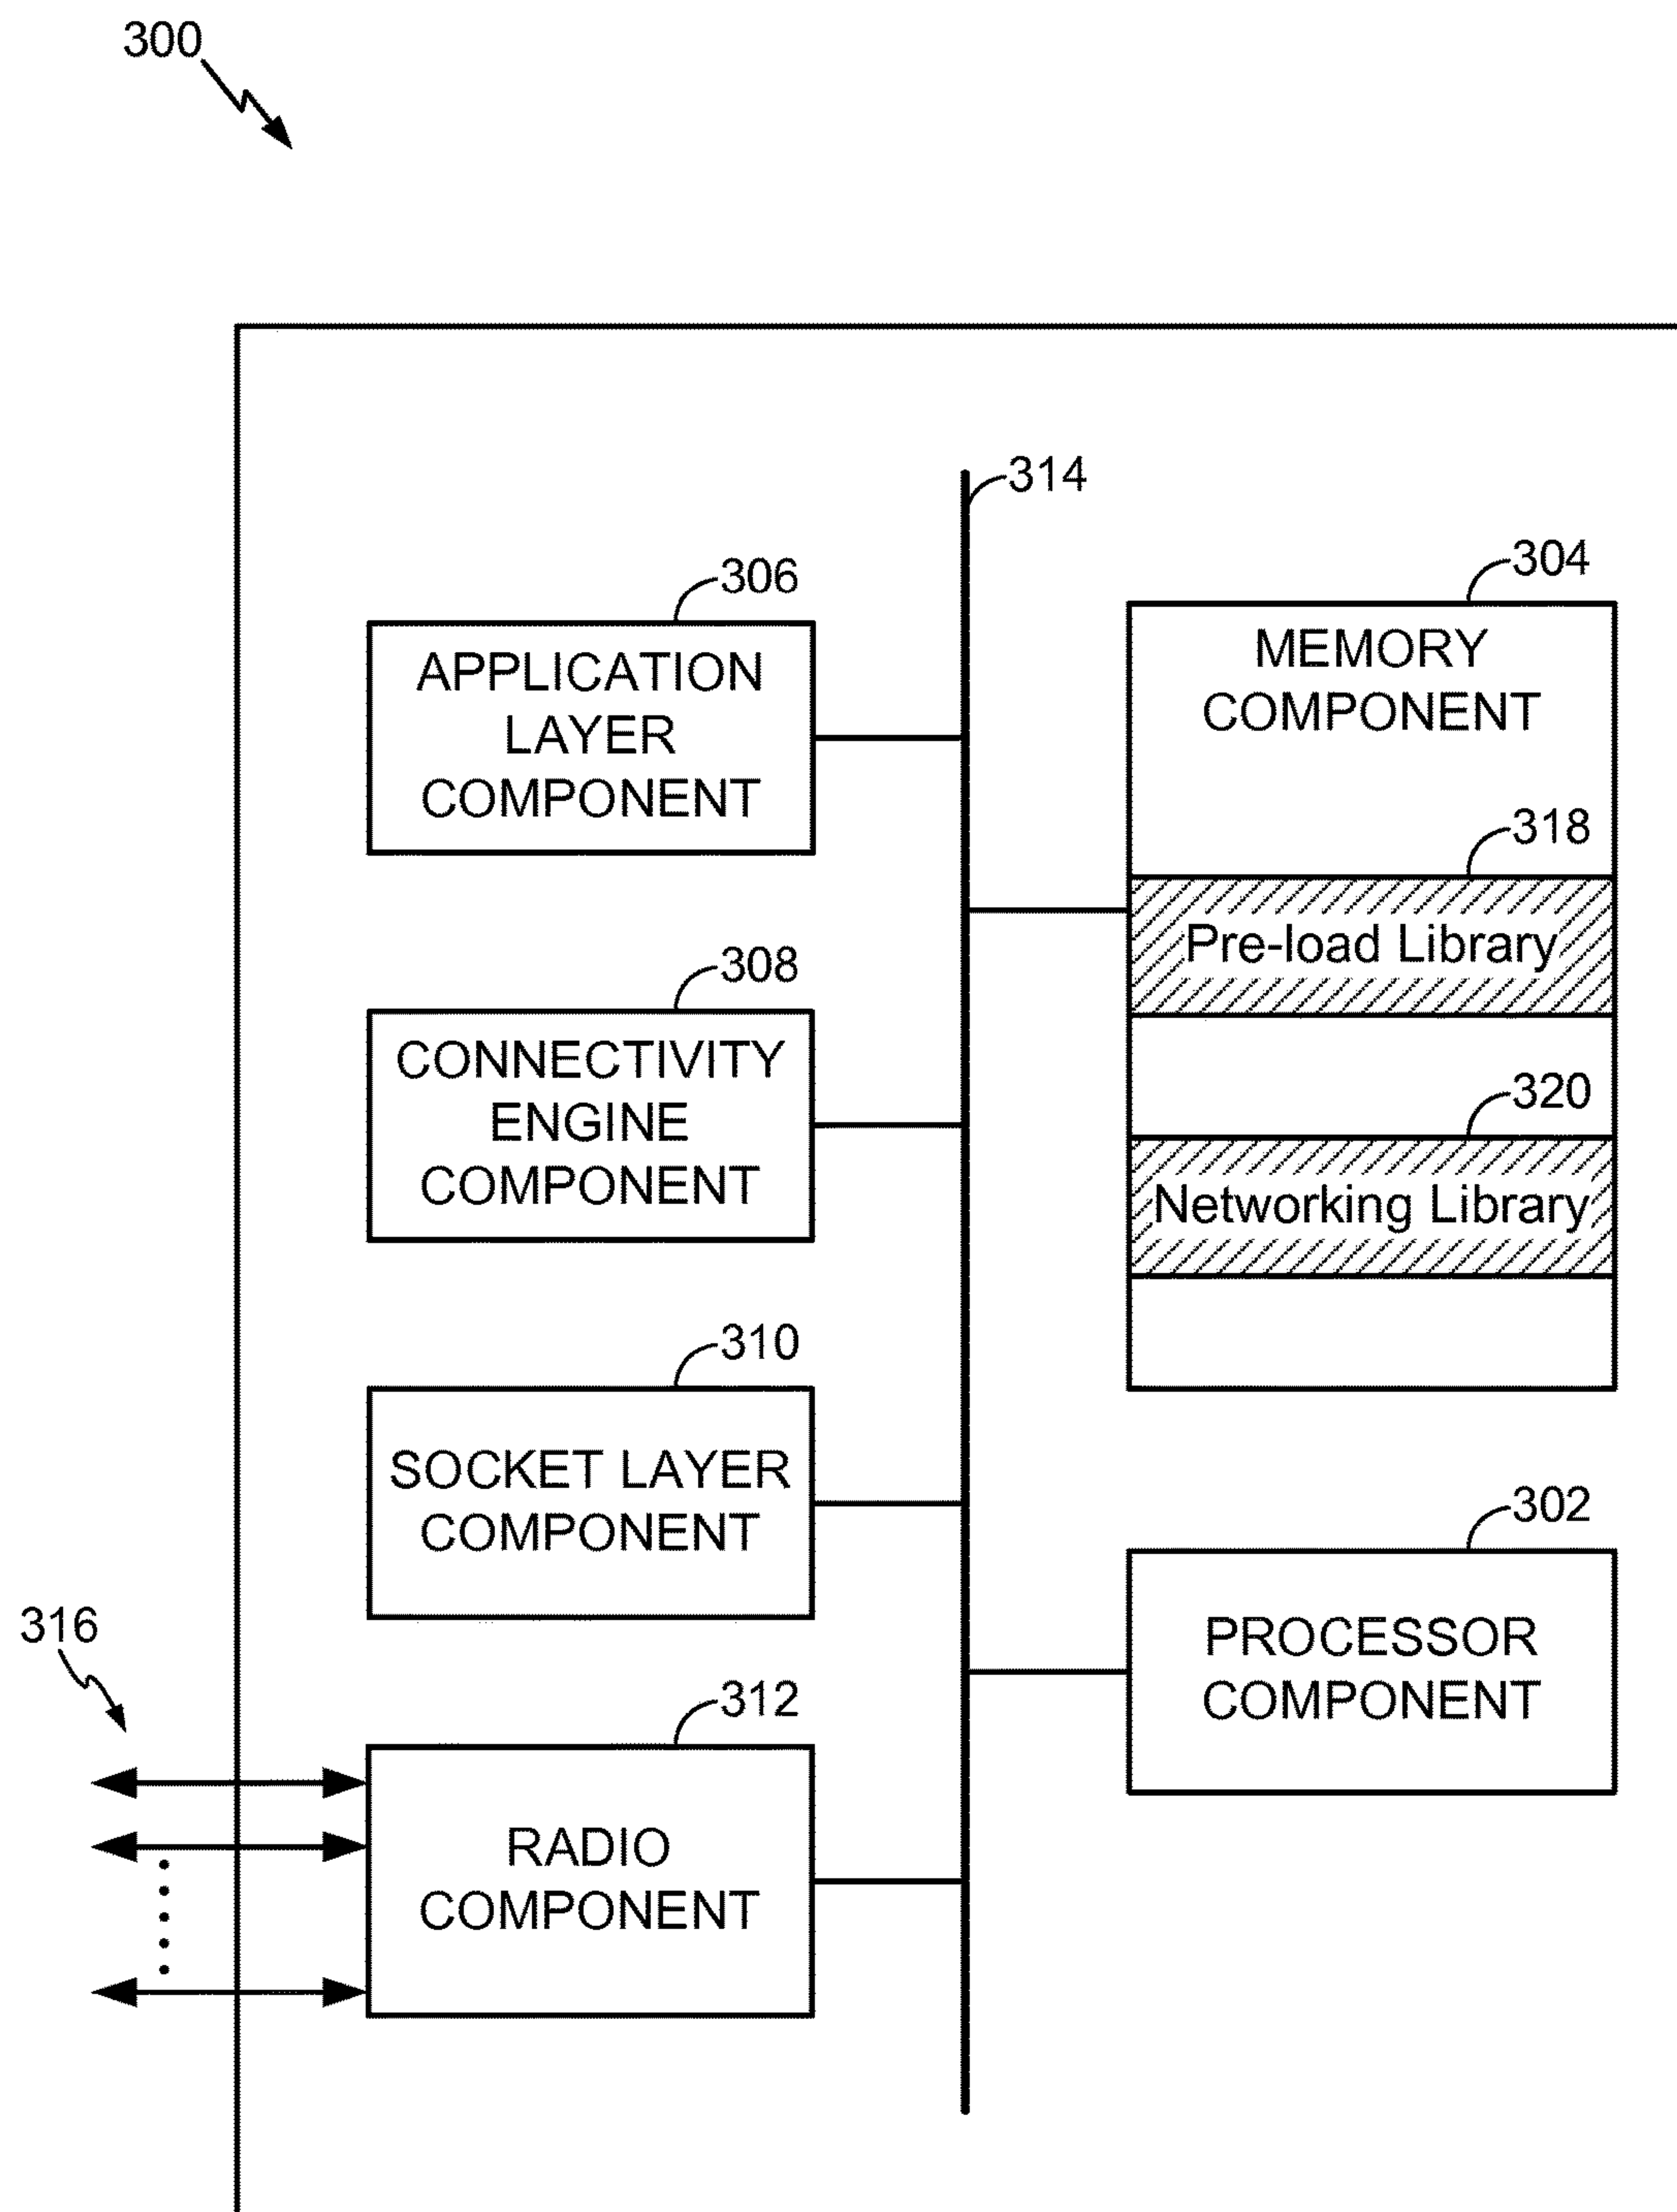 300
314
306
APPLICATION
LAYER
COMPONENT
304
MEMORY
COMPONENT
318
Pre-load Library
308
CONNECTIVITY
ENGINE
COMPONENT
320
Networking Library
310
SOCKET LAYER
COMPONENT
302
PROCESSOR
COMPONENT
316
312
RADIO
COMPONENT